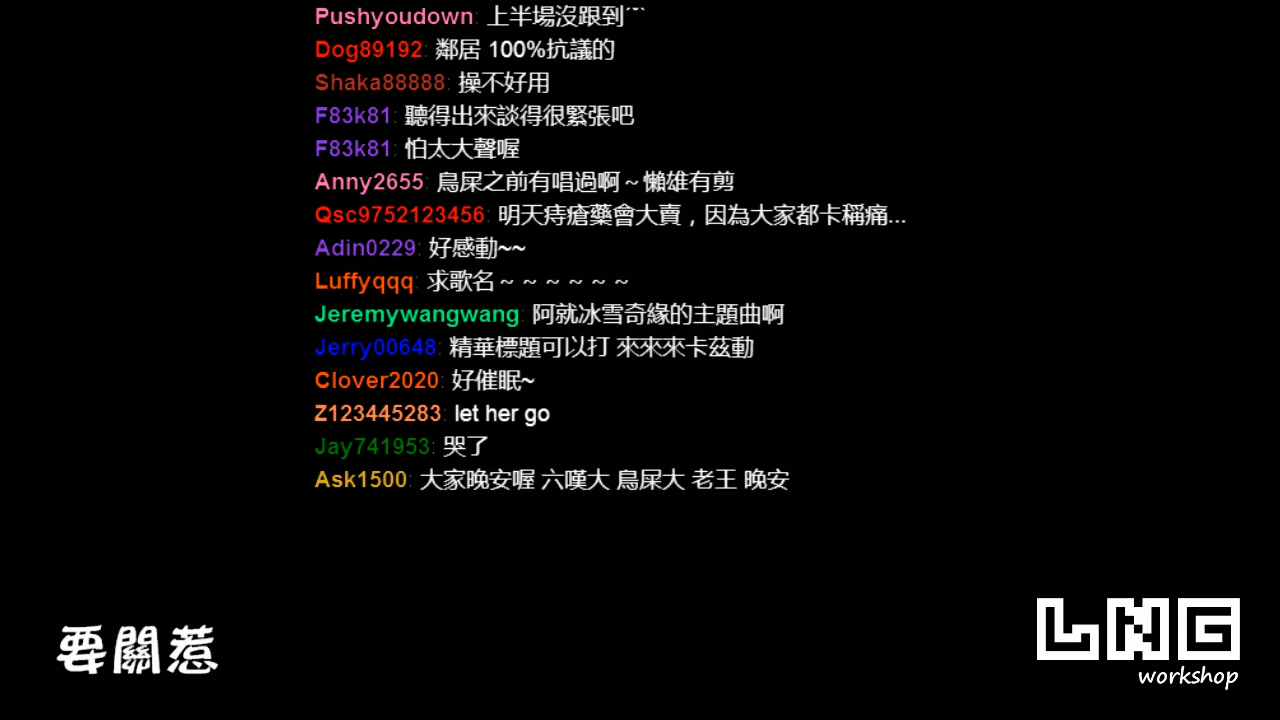 Pushyoudown: 上半場沒跟到ˊˇˋ
Dog89192: 鄰居 100%抗議的
Shaka88888: 操不好用
F83k81: 聽得出來談得很緊張吧
F83k81: 怕太大聲喔
Anny2655: 鳥屎之前有唱過啊～懶雄有剪
Qsc9752123456: 明天痔瘡藥會大賣，因為大家都卡稱痛...
Adin0229: 好感動~~
Luffyqqq: 求歌名～～～～～～
Jeremywangwang: 阿就冰雪奇緣的主題曲啊
Jerry00648: 精華標題可以打 來來來卡茲動
Clover2020: 好催眠~
Z123445283: let her go
Jay741953: 哭了
Ask1500: 大家晚安喔 六嘆大 鳥屎大 老王 晚安
要關惹
LNG
workshop